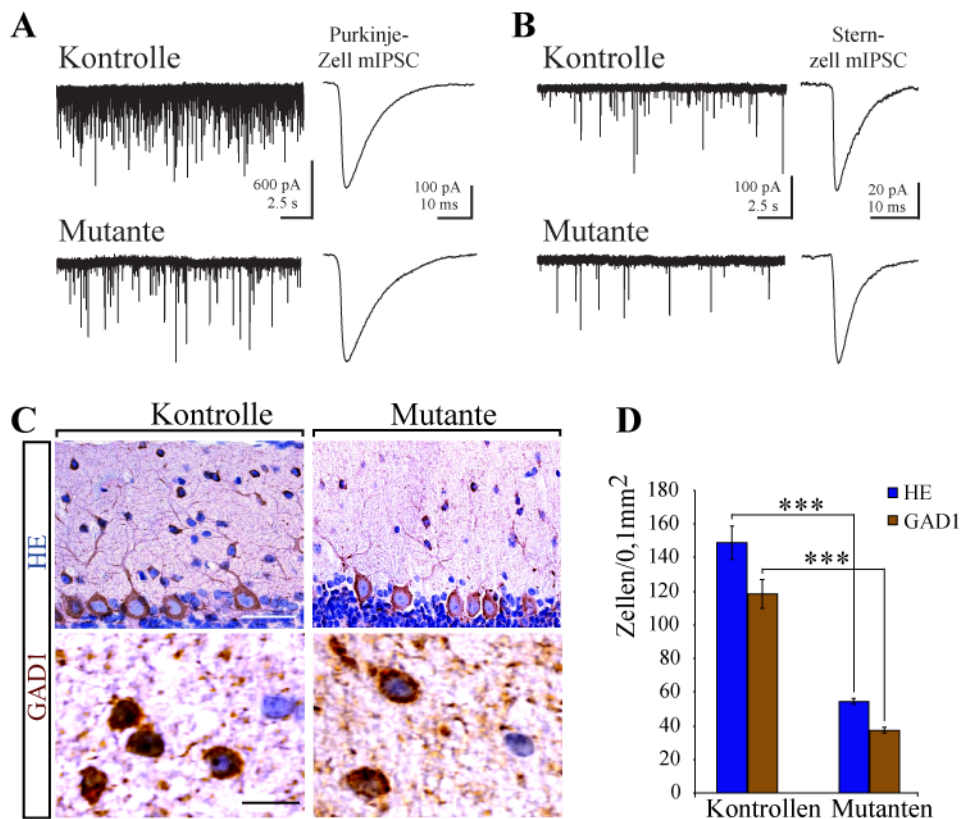 A
Kontrolle
Purkinje-
Zell mIPSC
600 pA
2.5 s
100 pA
10 ms
Mutante
B
Kontrolle
Stern-
zell mIPSC
100 pA
2.5 s
20 pA
10 ms
Mutante
C
Kontrolle
Mutante
HE
GAD1
D
Zellen/0,1mm²
180
160
140
120
100
80
60
40
20
0
***
***
HE
GAD1
Kontrollen
Mutanten